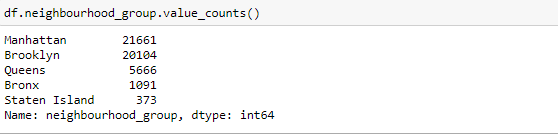 df.neighbourhood_group.value_counts()
Manhattan 21661
Brooklyn 20104
Queens 5666
Bronx 1091
Staten Island 373
Name: neighbourhood_group, dtype: int64